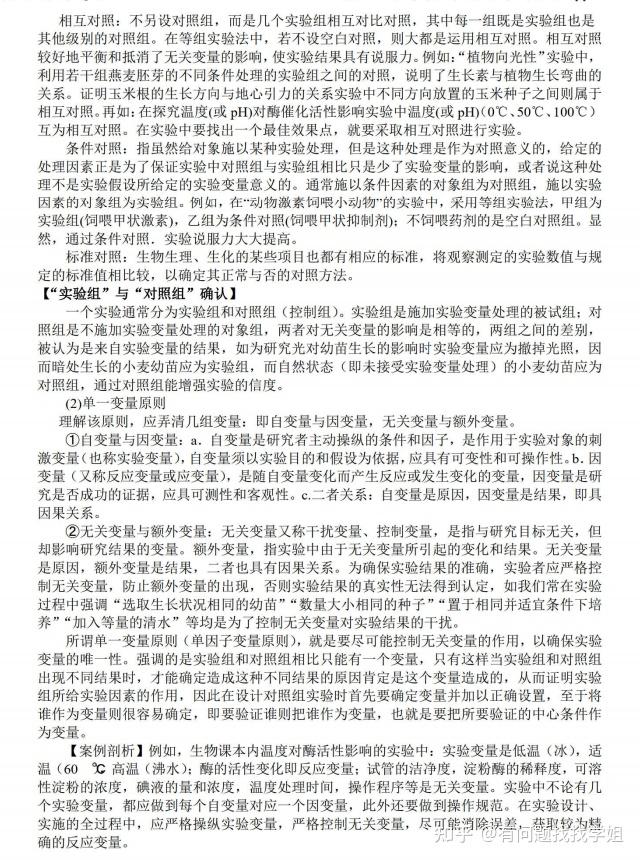 相互对照：不另设对照组，而是几个实验组相互对比对照，其中每一组既是实验组也是
其他级别的对照组。在等组实验法中，若不设空白对照，则大都是运用相互对照。相互对照
较好地平衡和抵消了无关变量的影响，使实验结果具有说服力。例如：“植物向光性”实验中，
利用若干组燕麦胚芽的不同条件处理的实验组之间的对照，说明了生长素与植物生长弯曲的
关系。证明玉米根的生长方向与地心引力的关系实验中不同方向放置的玉米种子之间则属于
相互对照。再如：在探究温度(或 pH)对酶催化活性影响实验中温度(或 pH)（0℃、50℃、100℃）
互为相互对照。在实验中要找出一个最佳效果点，就要采取相互对照进行实验。
条件对照：指虽然给对象施以某种实验处理，但是这种处理是作为对照意义的，给定的
处理因素正是为了保证实验中对照组与实验组相比只是少了实验变量的影响，或者说这种处
理不是实验假设所给定的实验变量意义的。通常施以条件因素的对象组为对照组，施以实验
因素的对象组为实验组。例如，在“动物激素饲喂小动物”的实验中，采用等组实验法，甲组为
实验组(饲喂甲状激素)，乙组为条件对照(饲喂甲状抑制剂)；不饲喂药剂的是空白对照组。显
然，通过条件对照．实验说服力大大提高。
标准对照：生物生理、生化的某些项目也都有相应的标准，将观察测定的实验数值与规
定的标准值相比较，以确定其正常与否的对照方法。
【“实验组”与“对照组”确认】
一个实验通常分为实验组和对照组（控制组）。实验组是施加实验变量处理的被试组；对
照组是不施加实验变量处理的对象组，两者对无关变量的影响是相等的，两组之间的差别，
被认为是来自实验变量的结果，如为研究光对幼苗生长的影响时实验变量应为撤掉光照，因
而暗处生长的小麦幼苗应为实验组，而自然状态（即未接受实验变量处理）的小麦幼苗应为
对照组，通过对照组能增强实验的信度。
(2)单一变量原则
理解该原则，应弄清几组变量：即自变量与因变量，无关变量与额外变量。
①自变量与因变量：a．自变量是研究者主动操纵的条件和因子，是作用于实验对象的刺
激变量（也称实验变量），自变量须以实验目的和假设为依据，应具有可变性和可操作性。b．因
变量（又称反应变量或应变量），是随自变量变化而产生反应或发生变化的变量，因变量是研
究是否成功的证据，应具可测性和客观性。c.二者关系：自变量是原因，因变量是结果，即具
因果关系。
②无关变量与额外变量：无关变量又称干扰变量、控制变量，是指与研究目标无关，但
却影响研究结果的变量。额外变量，指实验中由于无关变量所引起的变化和结果。无关变量
是原因，额外变量是结果，二者也具有因果关系。为确保实验结果的准确，实验者应严格控
制无关变量，防止额外变量的出现，否则实验结果的真实性无法得到认定，如我们常在实验
过程中强调“选取生长状况相同的幼苗”“数量大小相同的种子”“置于相同并适宜条件下培
养”“加入等量的清水”等均是为了控制无关变量对实验结果的干扰。
所谓单一变量原则（单因子变量原则），就是要尽可能控制无关变量的作用，以确保实验
变量的唯一性。强调的是实验组和对照组相比只能有一个变量，只有这样当实验组和对照组
出现不同结果时，才能确定造成这种不同结果的原因肯定是这个变量造成的，从而证明实验
组所给实验因素的作用，因此在设计对照组实验时首先要确定变量并加以正确设置，至于将
谁作为变量则很容易确定，即要验证谁则把谁作为变量，也就是要把所要验证的中心条件作
为变量。
【案例剖析】例如，生物课本内温度对酶活性影响的实验中：实验变量是低温（冰），适
温（60 ℃ 高温（沸水）；酶的活性变化即反应变量；试管的洁净度，淀粉酶的稀释度，可溶
性淀粉的浓度，碘液的量和浓度，温度处理时间，操作程序等是无关变量。实验中不论有几
个实验变量，都应做到每个自变量对应一个因变量，此外还要做到操作规范。在实验设计、
实施的全过程中，应严格操纵实验变量，严格控制无关变量，尽可能消除误差，获取较为精
确的反应变量。
知乎 @有问题找找学姐